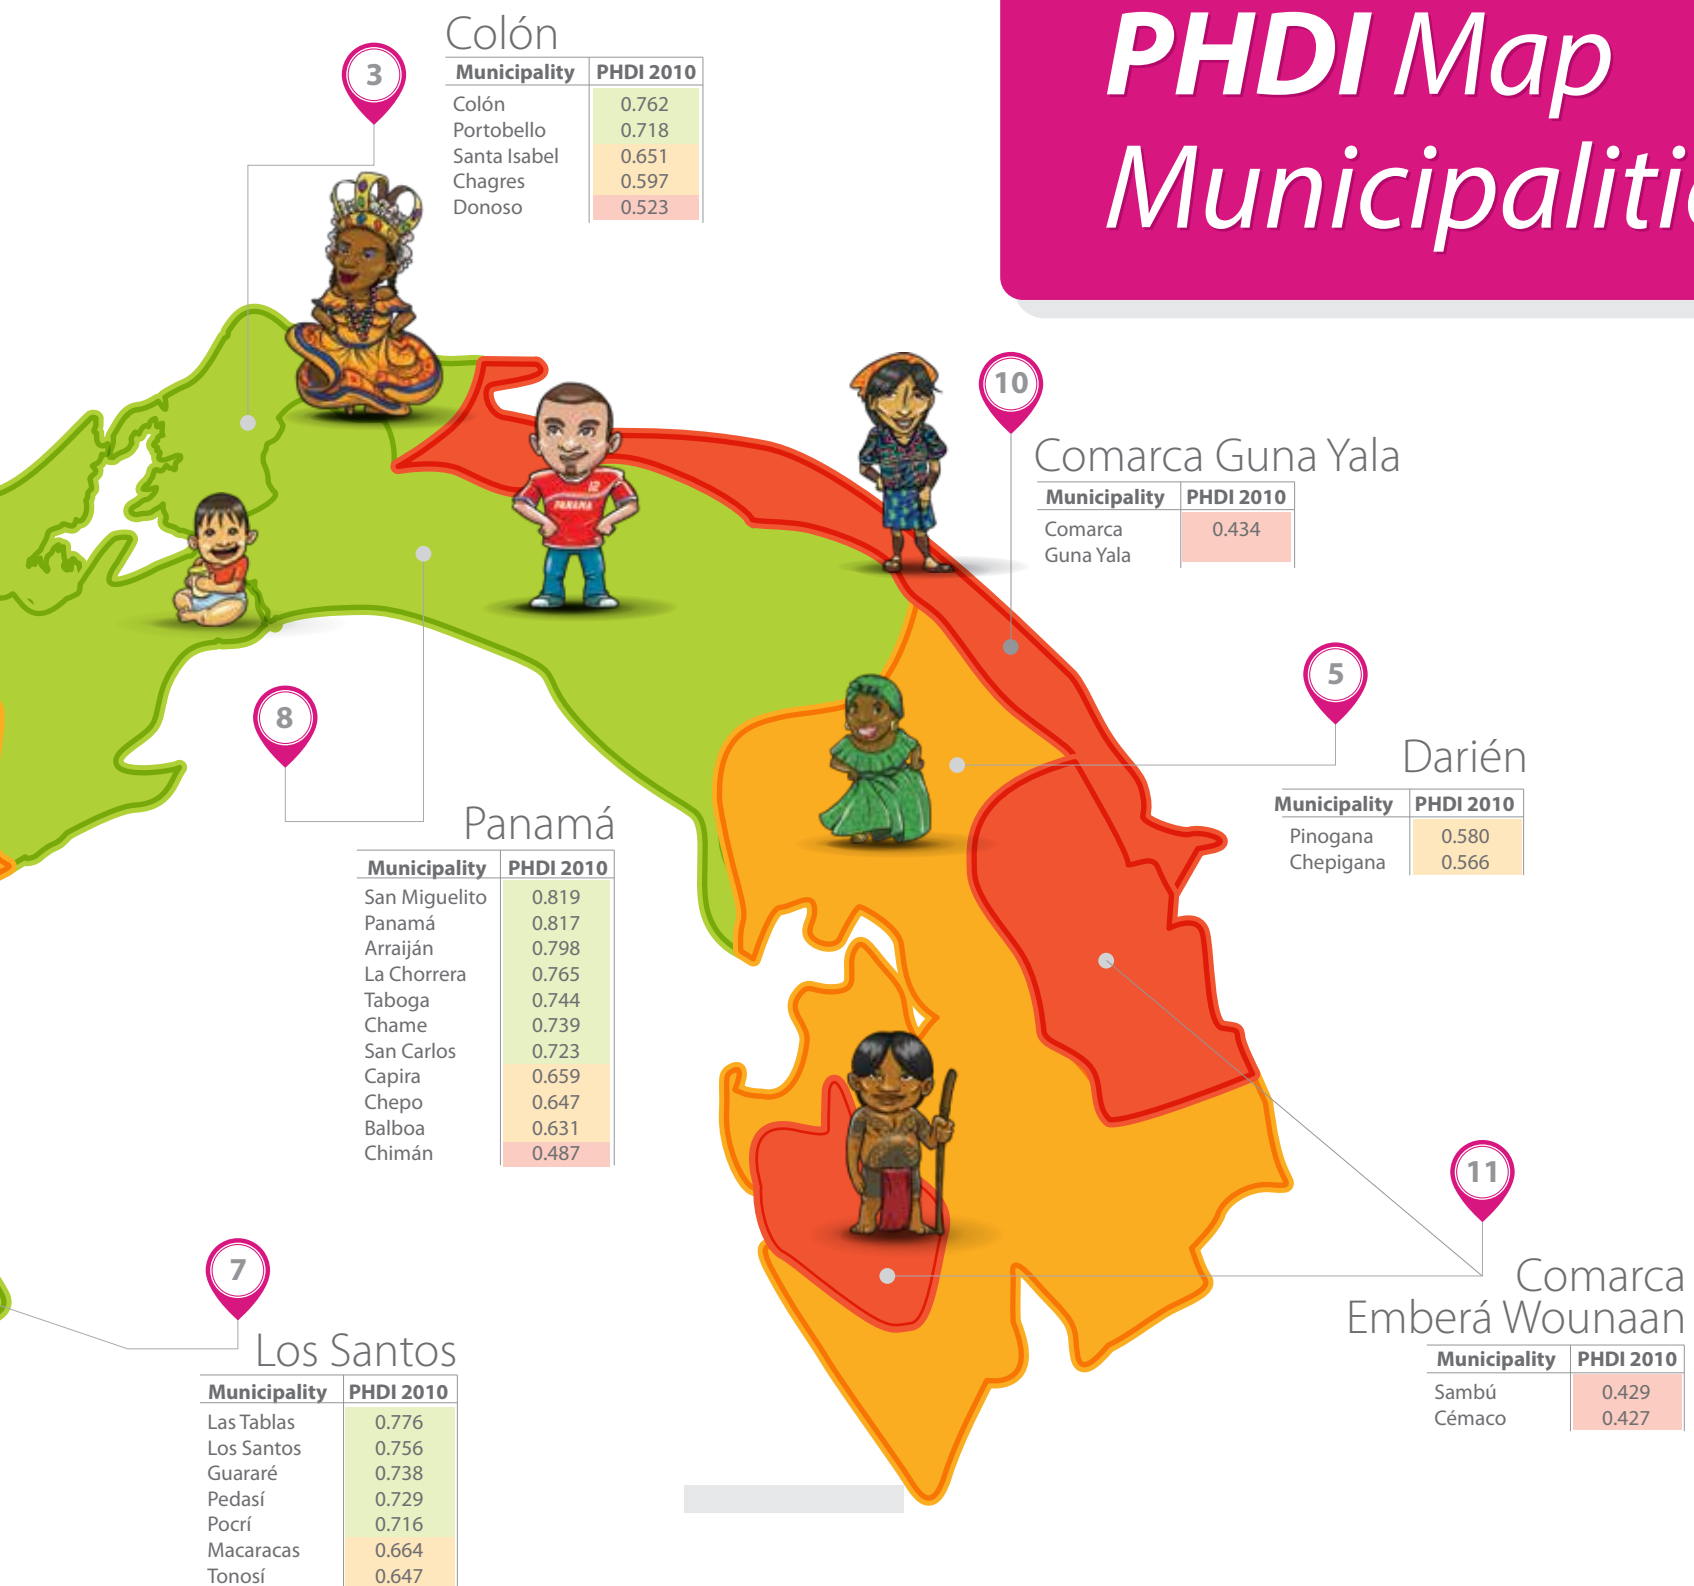 PHDI Map
Municipalitie
3
Colón
Municipality PHDI 2010
Colón 0.762
Portobello 0.718
Santa Isabel 0.651
Chagres 0.597
Donoso 0.523
12
PANAMA
10
Comarca Guna Yala
Municipality PHDI 2010
Comarca 0.434
Guna Yala
5
Darién
Municipality PHDI 2010
Pinogana 0.580
Chepigana 0.566
8
Panamá
Municipality PHDI 2010
San Miguelito 0.819
Panamá 0.817
Arraiján 0.798
La Chorrera 0.765
Taboga 0.744
Chame 0.739
San Carlos 0.723
Capira 0.659
Chepo 0.647
Balboa 0.631
Chimán 0.487
11
Comarca
Emberá Wounaan
Municipality PHDI 2010
Sambú 0.429
Cémaco 0.427
7
Los Santos
Municipality PHDI 2010
Las Tablas 0.776
Los Santos 0.756
Guararé 0.738
Pedasí 0.729
Pocrí 0.716
Macaracas 0.664
Tonosí 0.647